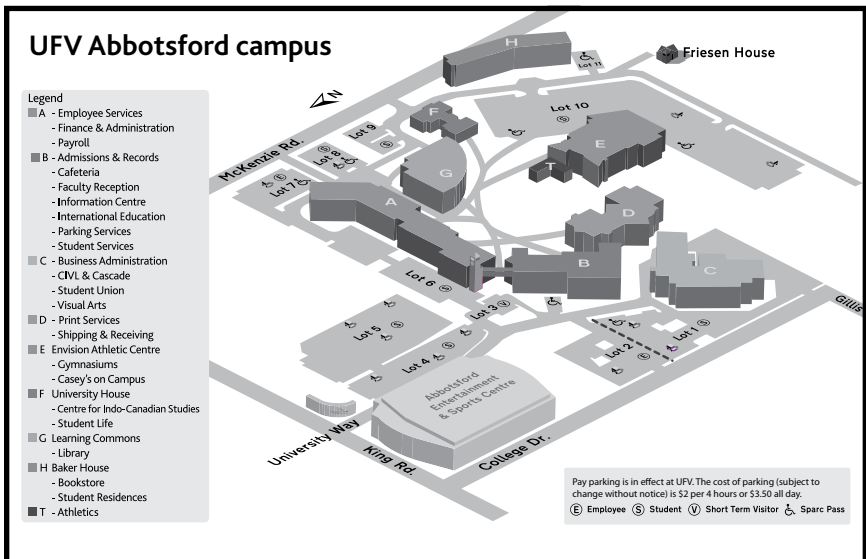 UFV Abbotsford campus
Legend
A - Employee Services
- Finance & Administration
- Payroll
B - Admissions & Records
- Cafeteria
- Faculty Reception
- Information Centre
- International Education
- Parking Services
- Student Services
C - Business Administration
- CIVL & Cascade
- Student Union
- Visual Arts
D - Print Services
- Shipping & Receiving
E Envision Athletic Centre
- Gymnasiums
- Casey's on Campus
F University House
- Centre for Indo-Canadian Studies
- Student Life
G Learning Commons
- Library
H Baker House
- Bookstore
- Student Residences
T - Athletics
N
McKenzie Rd.
H
Lot 11
Friesen House
Lot 10
S
F
Lot 9
S
Lot 8
S
Lot 7
E
G
E
T
A
D
B
C
Lot 6 S
Lot 3 V
Lot 5
S
Lot 4 S
Lot 1 S
Lot 2
E
Gillis
Abbotsford
Entertainment
& Sports Centre
University Way
King Rd.
College Dr.
Pay parking is in effect at UFV. The cost of parking (subject to
change without notice) is $2 per 4 hours or $3.50 all day.
E Employee S Student V Short Term Visitor Sparc Pass